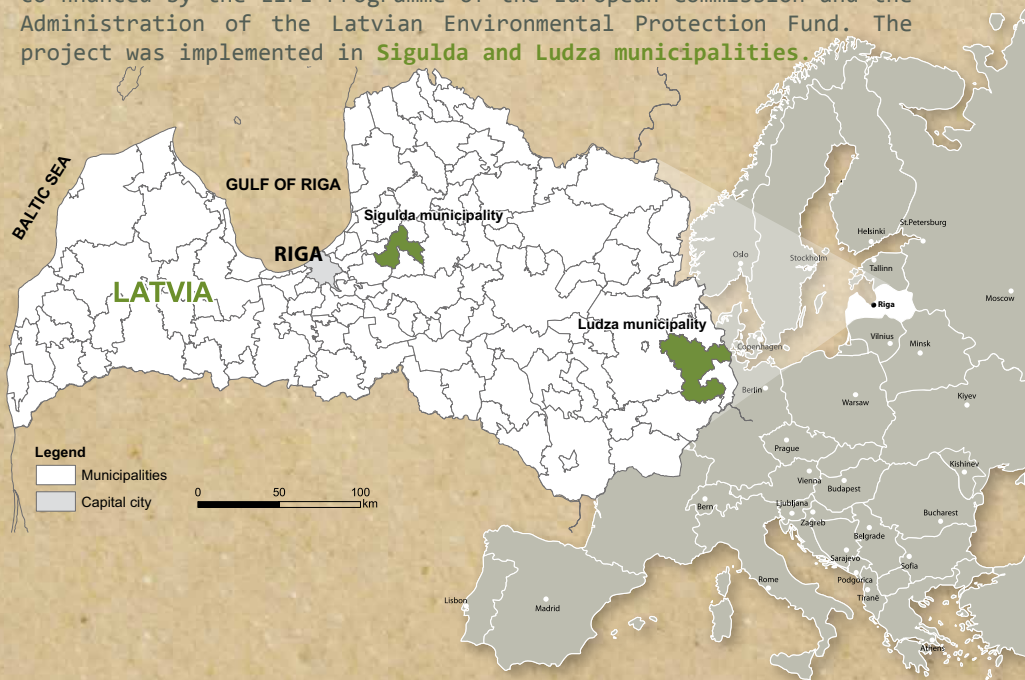 Administration of the Latvian Environmental Protection Fund. The
project was implemented in Sigulda and Ludza municipalities.
BALTIC SEA
GULF OF RIGA
Sigulda municipality
RIGA
LATVIA
Ludza municipality
Legend
Municipalities
Capital city
0 50 100
km
Oslo
Stockholm
Helsinki
St.Petersburg
Tallinn
Moscow
Riga
Copenhagen
Vilnius
Minsk
Berlin
Warsaw
Kiyev
Prague
Kishinev
Vienna
Budapest
Bern
Ljubljana
Zagreb
Bucharest
Belgrade
Sarajevo
Sofia
Rome
Podgorica
Tiranë
Lisbon
Madrid
Athens